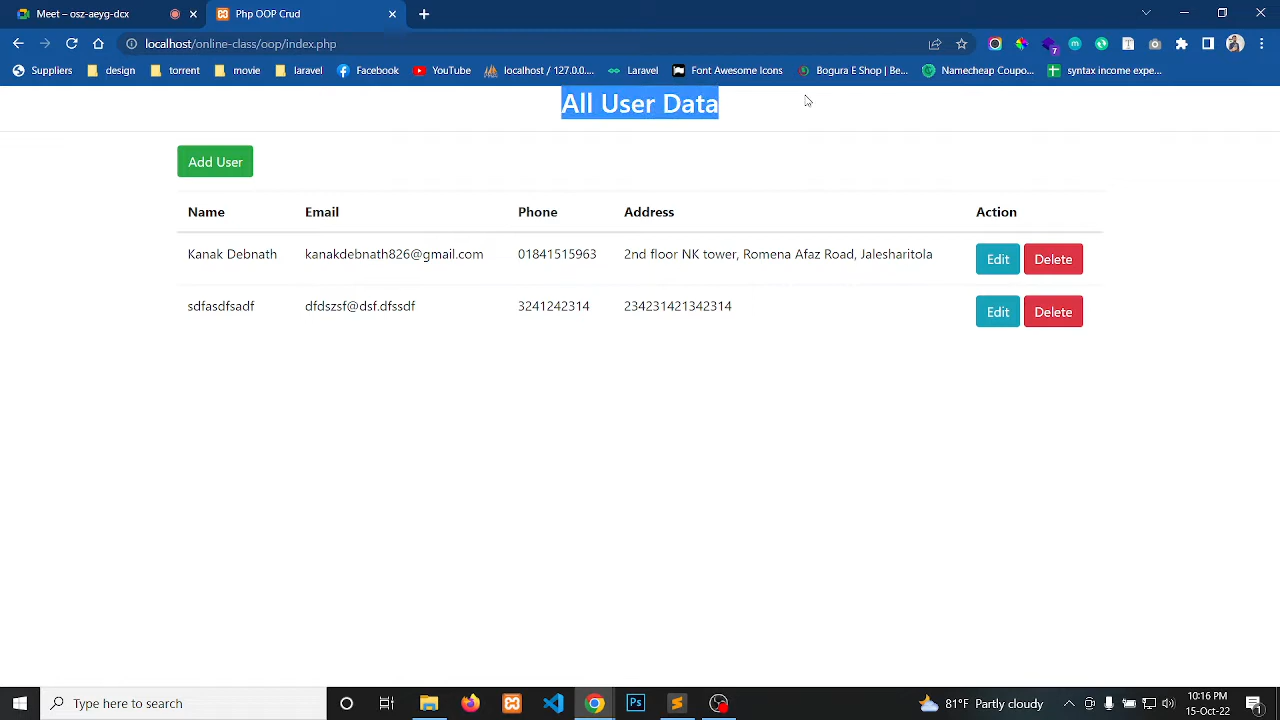 Meet – osz-aeyg-dcx
Php OOP Crud
localhost/online-class/oop/index.php
7
Suppliers design torrent movie laravel Facebook YouTube localhost / 127.0.0.... Laravel Font Awesome Icons Bogura E Shop | Be... Namecheap Coupo... syntax income expe...
All User Data
Add User
Name Email Phone Address Action
Kanak Debnath kanakdebnath826@gmail.com 01841515963 2nd floor NK tower, Romena Afaz Road, Jalesharitola Edit Delete
sdfasdfsadf dfdszsf@dsf.dfssdf 3241242314 234231421342314 Edit Delete
Type here to search
Ps
81°F Partly cloudy
10:16 PM
15-Oct-22
1